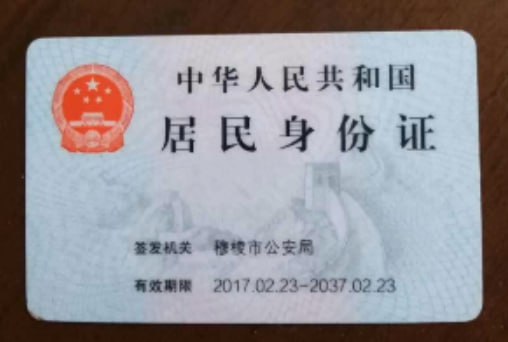 中华人民共和国
居民身份证
签发机关 穆棱市公安局
有效期限 2017.02.23-2037.02.23